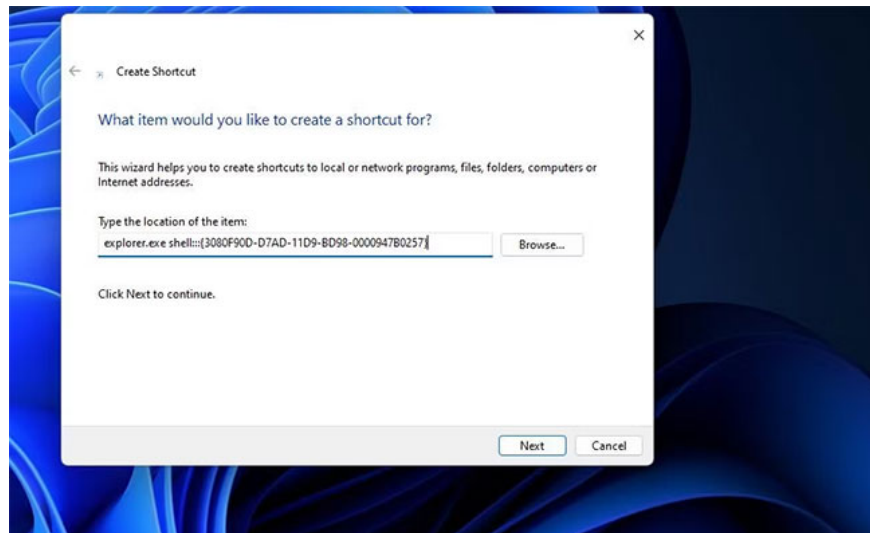 Create Shortcut
What item would you like to create a shortcut for?
This wizard helps you to create shortcuts to local or network programs, files, folders, computers or
Internet addresses.
Type the location of the item:
explorer.exe shell:::{3080F90D-D7AD-11D9-BD98-0000947B0257}
Browse...
Click Next to continue.
Next
Cancel